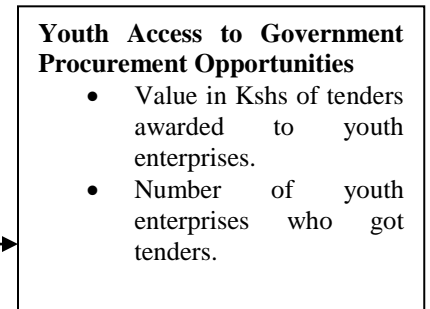 Youth Access to Government
Procurement Opportunities
• Value in Kshs of tenders
awarded to youth
enterprises.
• Number of youth
enterprises who got
tenders.